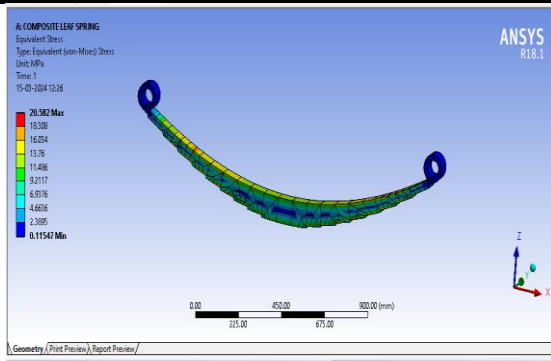 A: COMPOSITE LEAF SPRING
Equivalent Stress
Type: Equivalent (von-Mises) Stress
Unit: MPa
Time: 1
15-03-2024 12:26
20.582 Max
18.308
16.034
13.76
11.486
9.2117
6.9376
4.6636
2.3895
0.11547 Min
ANSYS
R18.1
Z
Y
X
0.00
450.00
900.00 (mm)
225.00
675.00
Geometry
Print Preview
Report Preview